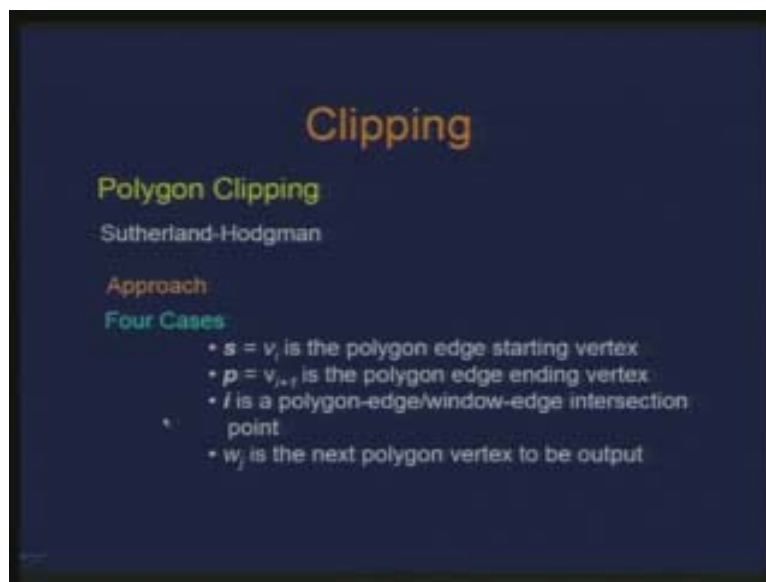 Clipping
Polygon Clipping
Sutherland-Hodgman
Approach
Four Cases
• s = vᵢ is the polygon edge starting vertex
• p = vᵢ₊₁ is the polygon edge ending vertex
• i is a polygon-edge/window-edge intersection
point
• wⱼ is the next polygon vertex to be output